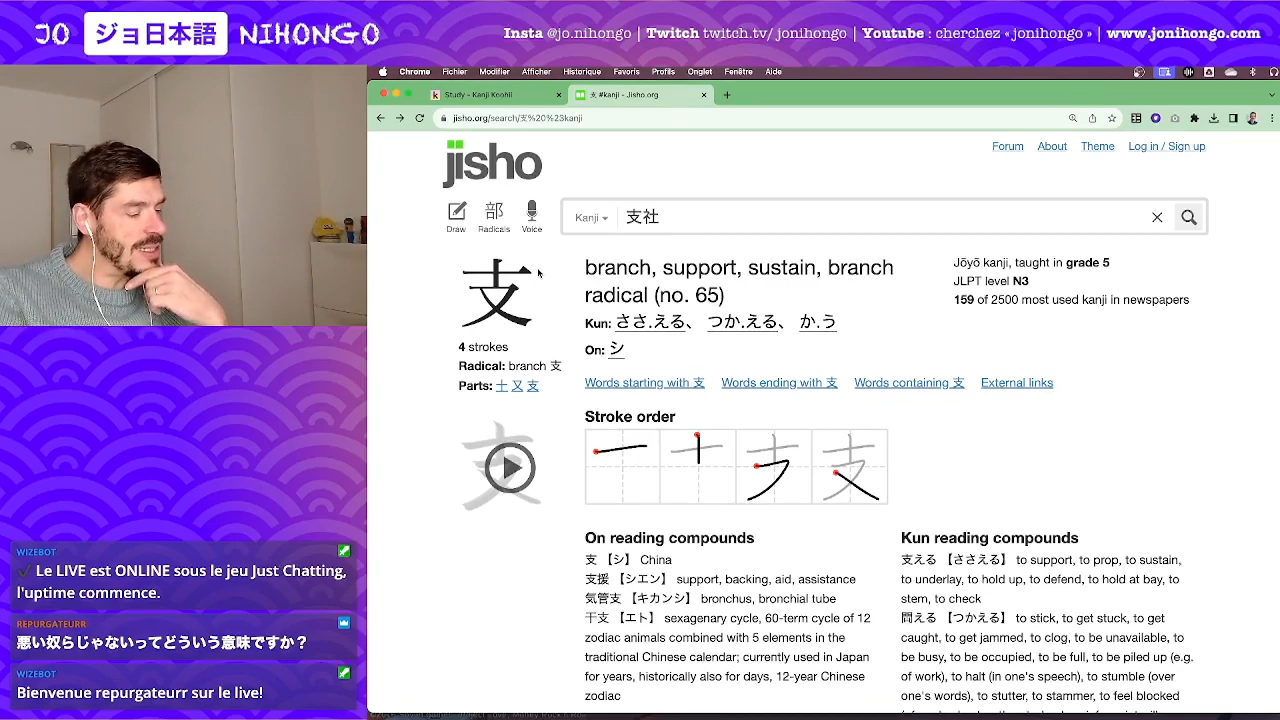 JO ジョ日本語 NIHONGO
Insta @jo.nihongo | Twitch twitch.tv/jonihongo | Youtube : cherchez « jonihongo » | www.jonihongo.com
Chrome Fichier Modifier Afficher Historique Favoris Profils Onglet Fenêtre Aide
Study - Kanji Koohii
支 #kanji - Jisho.org
jisho.org/search/支%20%23kanji
jisho
Forum About Theme Log in / Sign up
Draw 部 Radicals Voice
Kanji 支社
支
4 strokes
Radical: branch 支
Parts: 十 又 支
branch, support, sustain, branch
radical (no. 65)
Kun: ささ.える、 つか.える、 か.う
On: シ
Jōyō kanji, taught in grade 5
JLPT level N3
159 of 2500 most used kanji in newspapers
Words starting with 支 Words ending with 支 Words containing 支 External links
Stroke order
On reading compounds
支 【シ】 China
支援 【シエン】 support, backing, aid, assistance
気管支 【キカンシ】 bronchus, bronchial tube
干支 【エト】 sexagenary cycle, 60-term cycle of 12
zodiac animals combined with 5 elements in the
traditional Chinese calendar; currently used in Japan
for years, historically also for days, 12-year Chinese
zodiac
Kun reading compounds
支える 【ささえる】 to support, to prop, to sustain,
to underlay, to hold up, to defend, to hold at bay, to
stem, to check
問える 【つかえる】 to stick, to get stuck, to get
caught, to get jammed, to clog, to be unavailable, to
be busy, to be occupied, to be full, to be piled up (e.g.
of work), to halt (in one's speech), to stumble (over
one's words), to stutter, to stammer, to feel blocked
WIZEBOT
Le LIVE est ONLINE sous le jeu Just Chatting,
l'uptime commence.
REPURGATEURR
悪い奴らじゃないってどういう意味ですか？
WIZEBOT
Bienvenue repurgateurr sur le live!